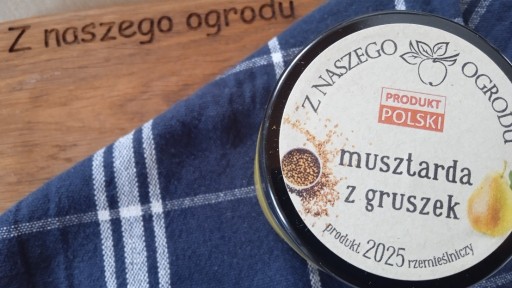 Z naszego ogrodu
Z NASZEGO OGRODU
PRODUKT
POLSKI
musztarda
z gruszek
produkt 2025 rzemieślniczy